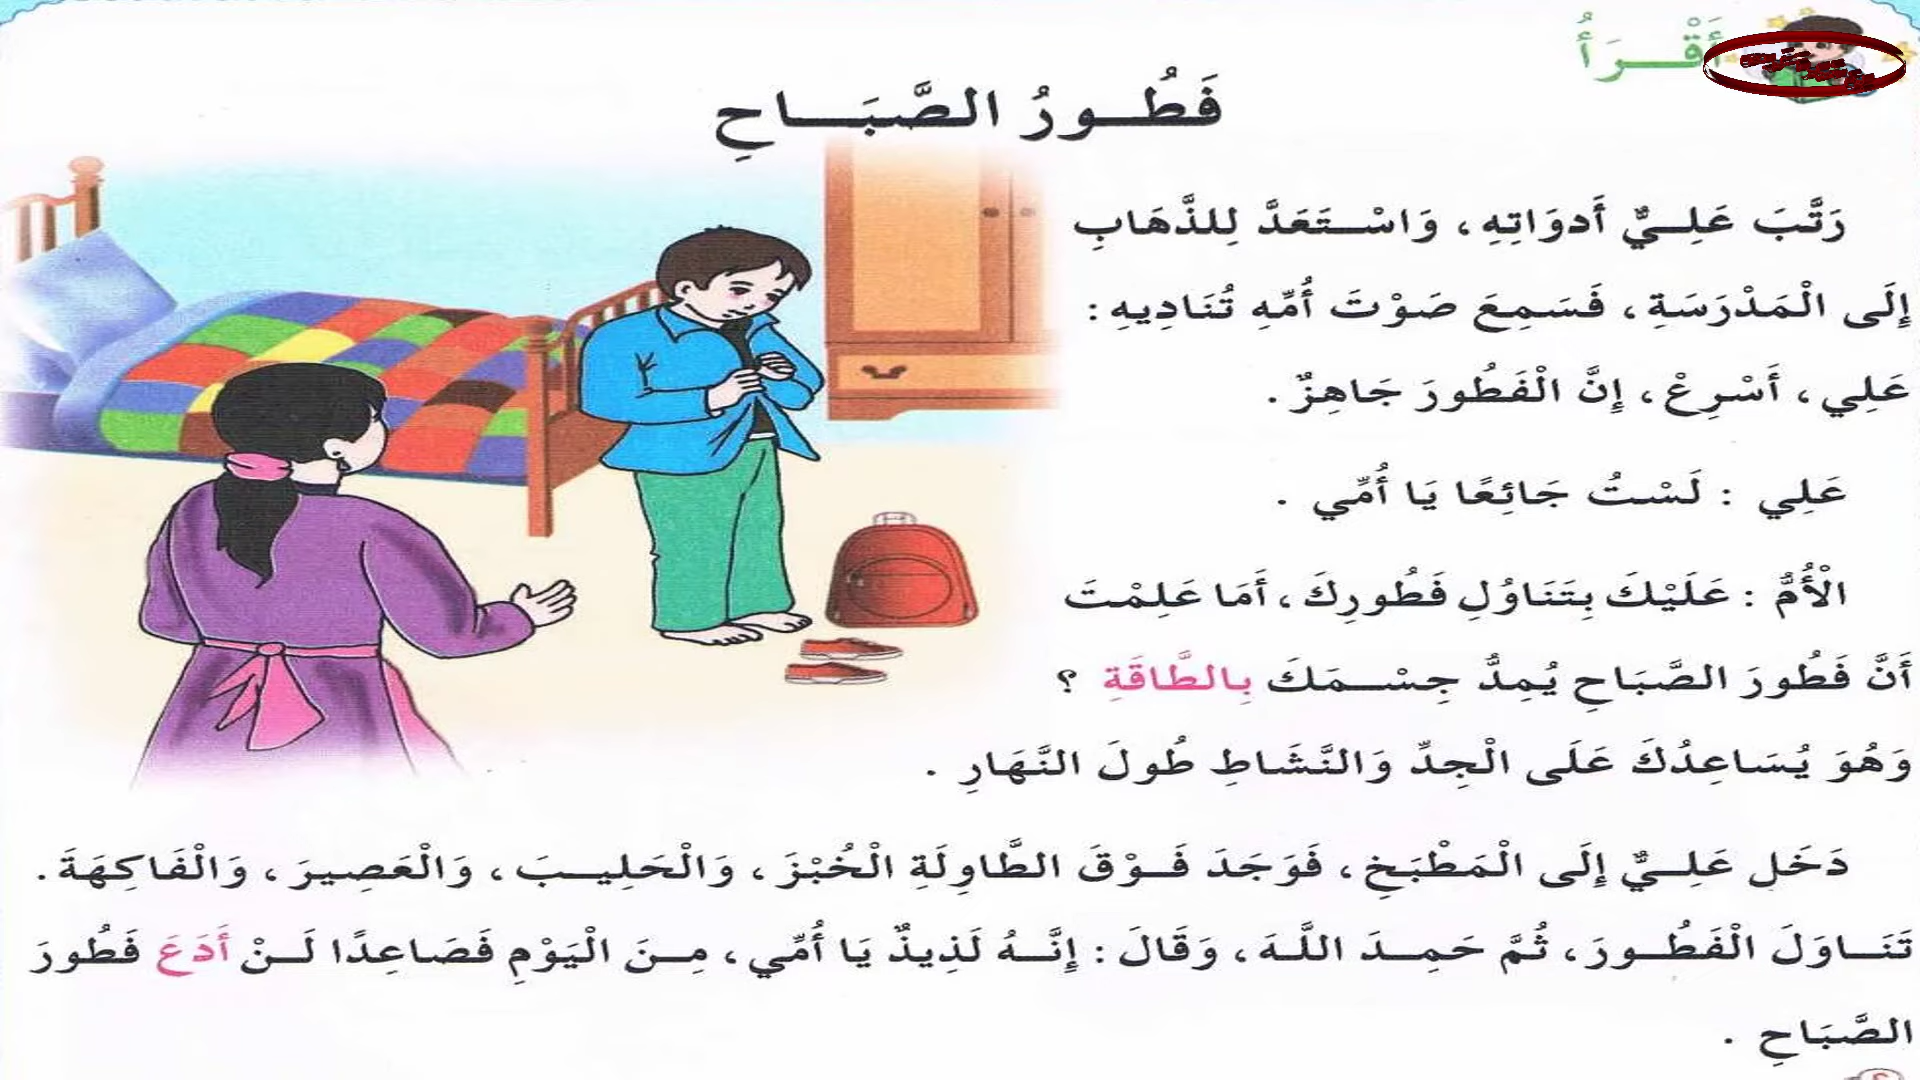 أَقْـــرَأُ
فَطُورُ الصَّبَاحِ
رَتَّبَ عَلِيٌّ أَدوَاتِهِ، وَاسْتَعَدَّ لِلذَّهَابِ
إِلَى الْمَدْرَسَةِ، فَسَمِعَ صَوْتَ أُمِّهِ تُنَادِيهِ:
عَلِي، أَسْرِعْ، إِنَّ الْفَطُورَ جَاهِزٌ.
عَلِي : لَسْتُ جَائِعًا يَا أُمِّي .
الْأُمُّ : عَلَيْكَ بِتَنَاوُلِ فَطُورِكَ، أَمَا عَلِمْتَ
أَنَّ فَطُورَ الصَّبَاحِ يُمِدُّ جِسْمَكَ بِالطَّاقَةِ ؟
وَهُوَ يُسَاعِدُكَ عَلَى الْجِدِّ وَالنَّشَاطِ طُولَ النَّهَارِ .
دَخَل عَلِيٌّ إِلَى الْمَطْبَخِ، فَوَجَدَ فَوْقَ الطَّاوِلَةِ الْخُبْزَ، وَالْحَلِيبَ، وَالْعَصِيرَ، وَالْفَاكِهَةَ.
تَنَاوَلَ الْفَطُورَ، ثُمَّ حَمِدَ اللَّهَ، وَقَالَ: إِنَّهُ لَذِيذٌ يَا أُمِّي، مِنَ الْيَوْمِ فَصَاعِدًا لَنْ أَدَعَ فَطُورَ
الصَّبَاحِ .